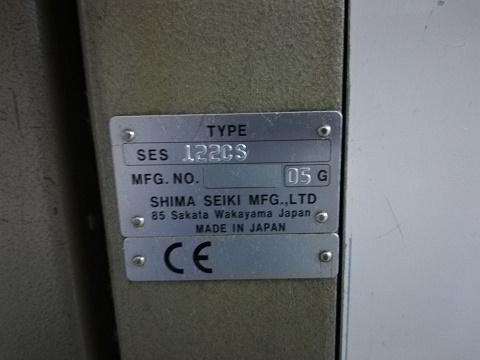 TYPE
SES 122CS
MFG. NO. 05 G
SHIMA SEIKI MFG.,LTD
85 Sakata Wakayama Japan
MADE IN JAPAN
CE